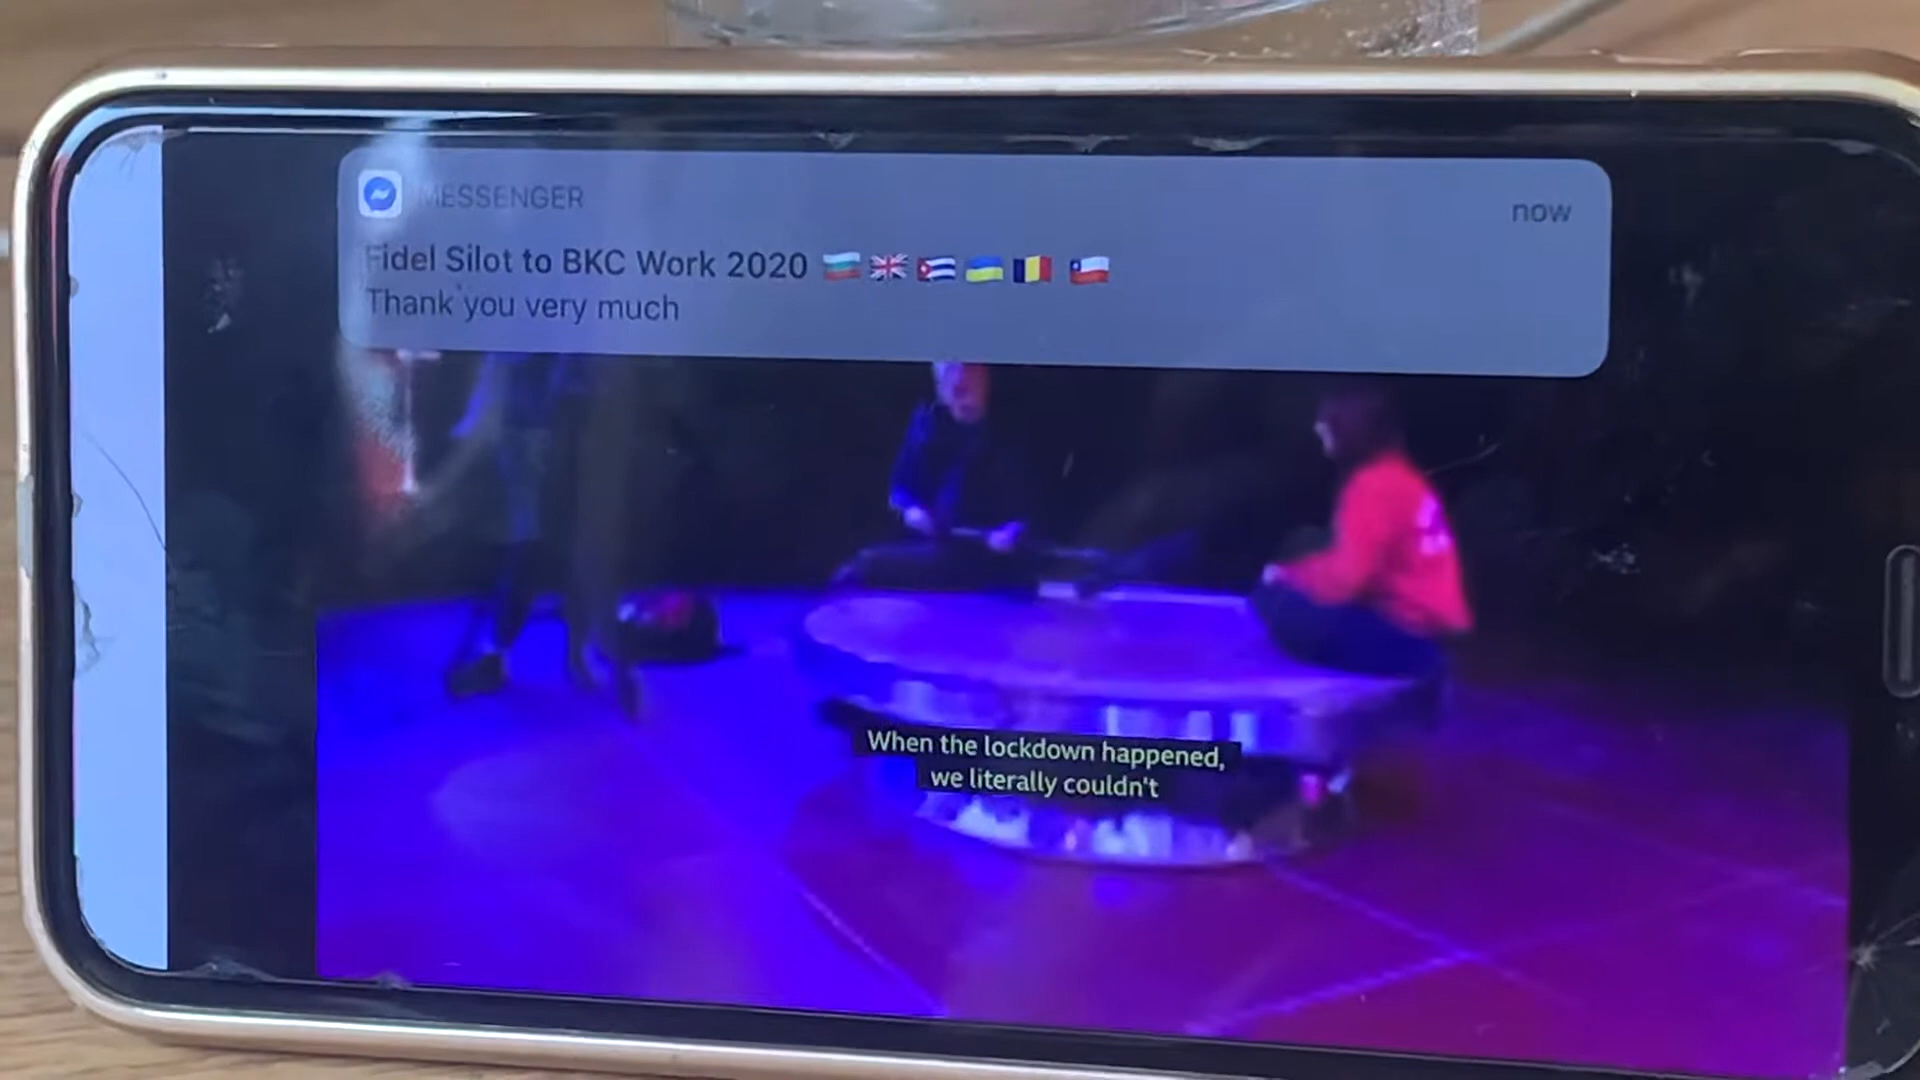 MESSENGER
now
Fidel Silot to BKC Work 2020 🇧🇬🇬🇧🇨🇺🇺🇦🇷🇴🇨🇱
Thank you very much
When the lockdown happened,
we literally couldn't